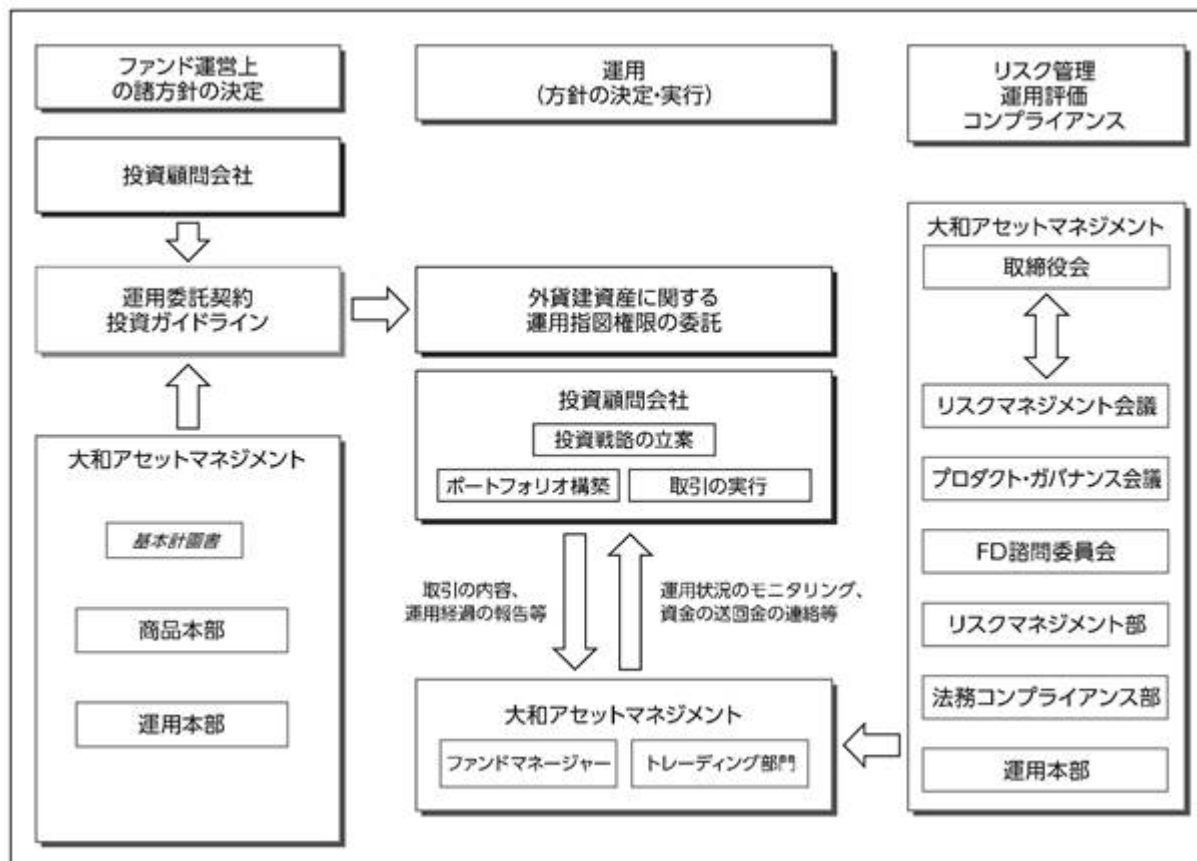 ファンド運営上
の諸方針の決定
投資顧問会社
運用委託契約
投資ガイドライン
大和アセットマネジメント
基本計画書
商品本部
運用本部
運用
(方針の決定・実行)
外貨建資産に関する
運用指図権限の委託
投資顧問会社
投資戦略の立案
ポートフォリオ構築
取引の実行
取引の内容、
運用経過の報告等
運用状況のモニタリング、
資金の送回金の連絡等
大和アセットマネジメント
ファンドマネージャー
トレーディング部門
リスク管理
運用評価
コンプライアンス
大和アセットマネジメント
取締役会
リスクマネジメント会議
プロダクト・ガバナンス会議
FD諮問委員会
リスクマネジメント部
法務コンプライアンス部
運用本部